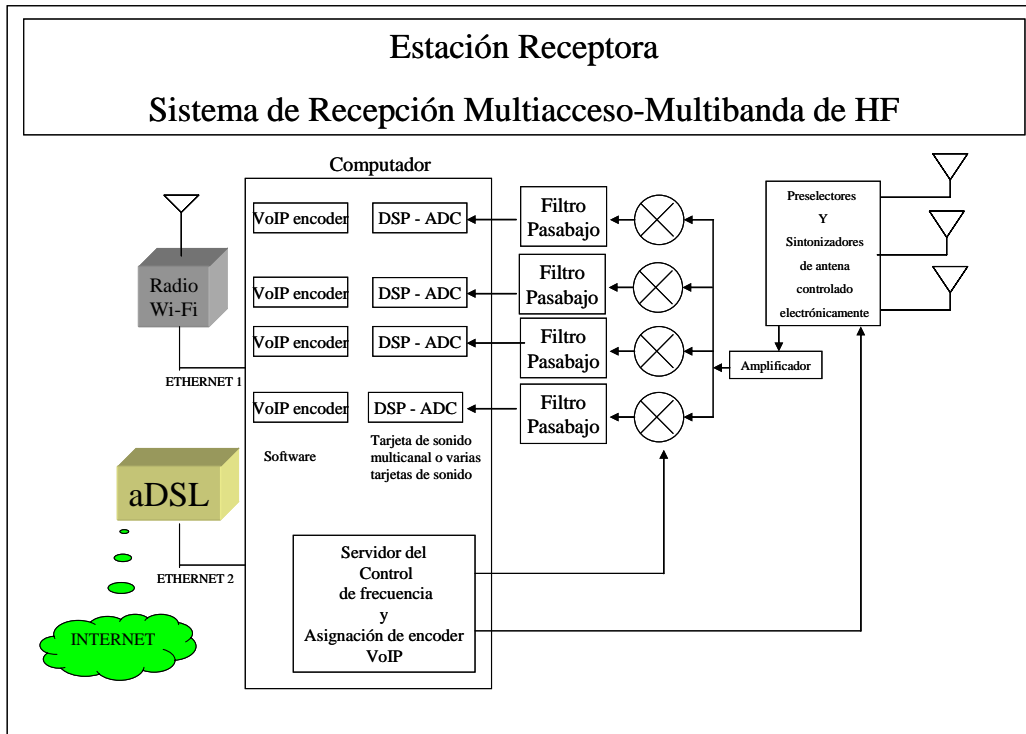 Estación Receptora
Sistema de Recepción Multiacceso-Multibanda de HF
Computador
VoIP encoder
DSP - ADC
Filtro
Pasabajo
VoIP encoder
DSP - ADC
Filtro
Pasabajo
VoIP encoder
DSP - ADC
Filtro
Pasabajo
VoIP encoder
DSP - ADC
Filtro
Pasabajo
Preselectores
Y
Sintonizadores
de antena
controlado
electrónicamente
Amplificador
Radio
Wi-Fi
ETHERNET 1
Software
Tarjeta de sonido
multicanal o varias
tarjetas de sonido
aDSL
ETHERNET 2
INTERNET
Servidor del
Control
de frecuencia
y
Asignación de encoder
VoIP